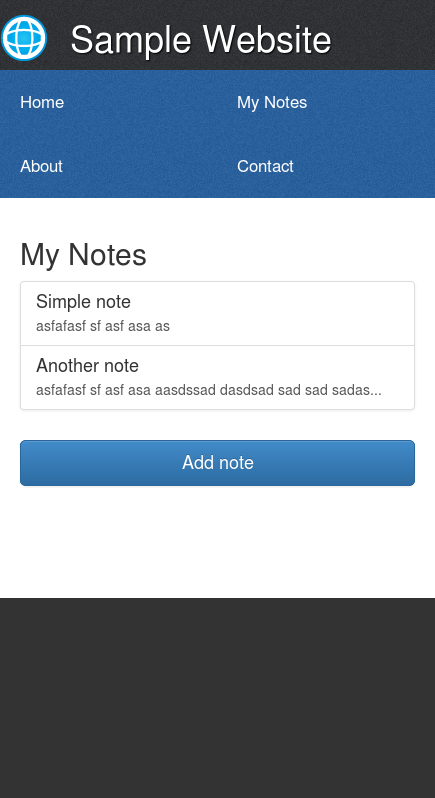 Sample Website
Home My Notes
About Contact
My Notes
Simple note
asfafasf sf asf asa as
Another note
asfafasf sf asf asa aasdssad dasdsad sad sad sadas...
Add note